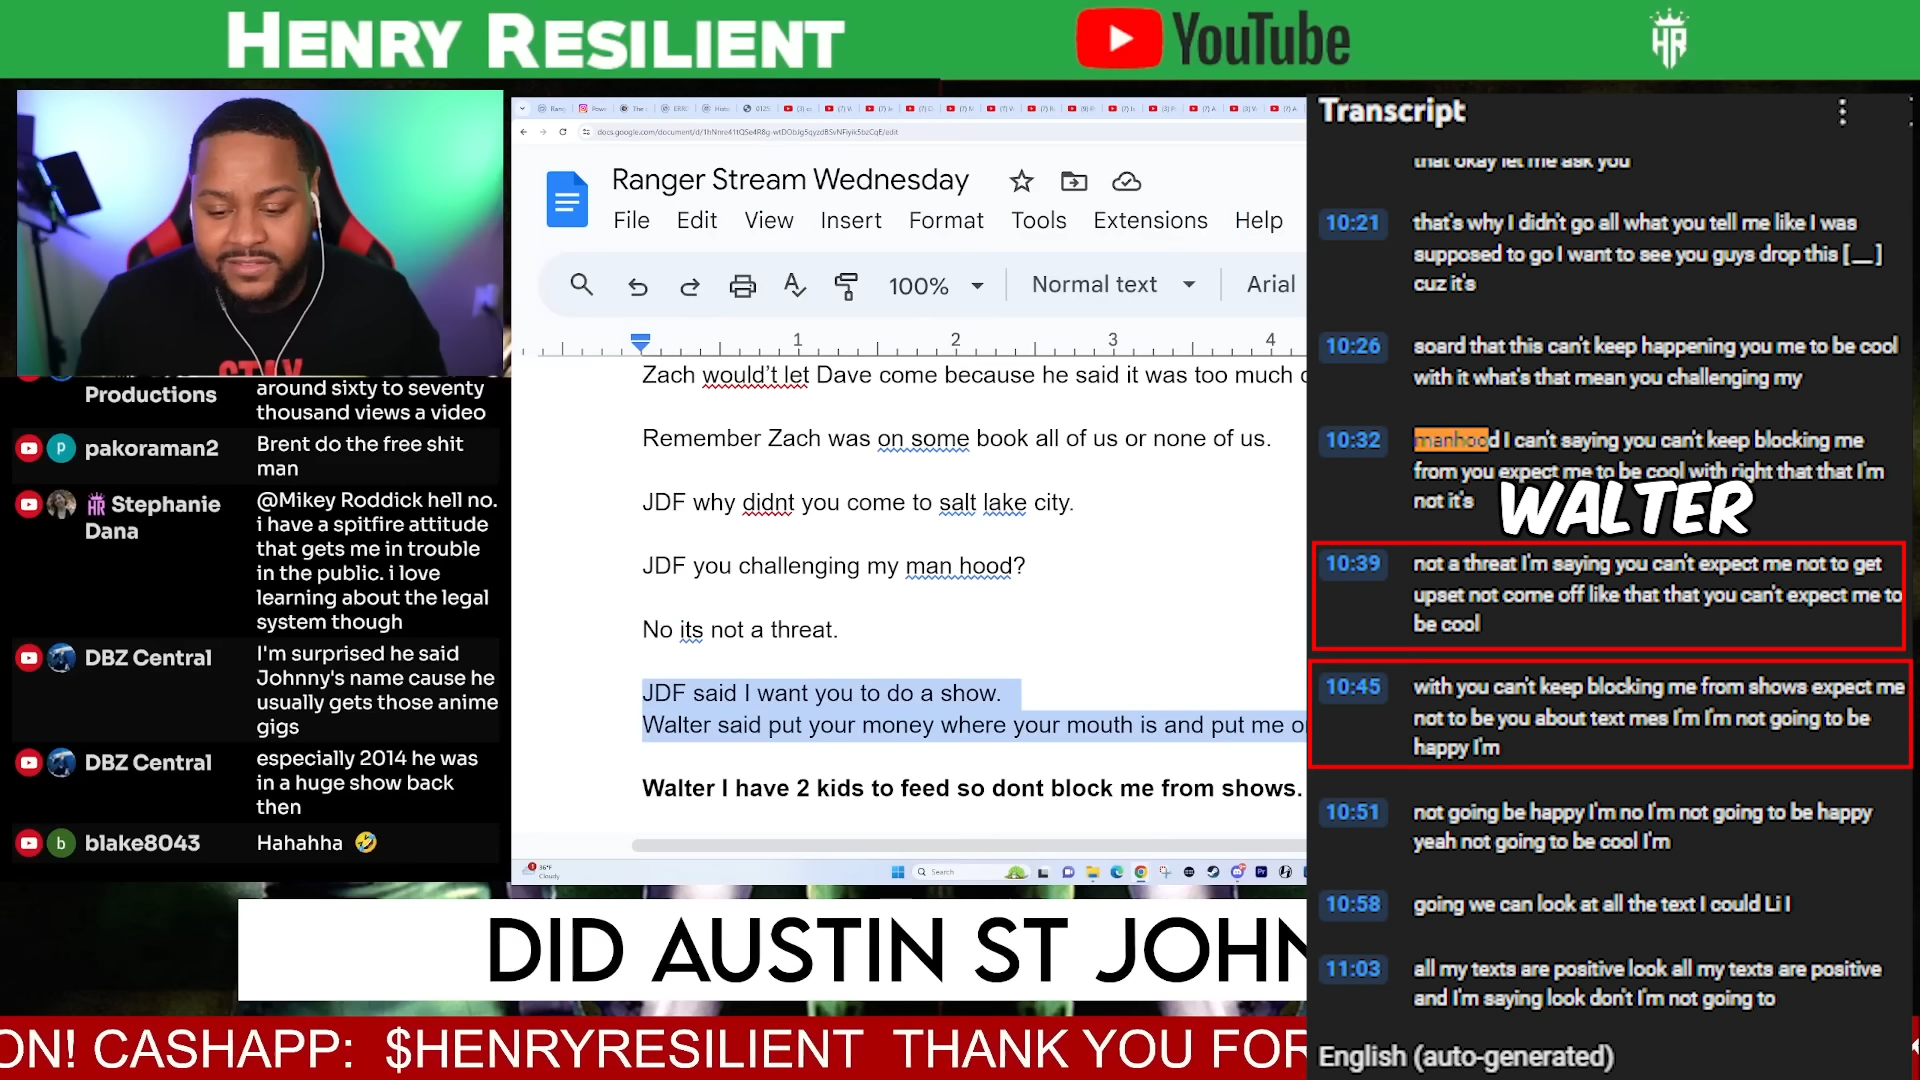 HENRY RESILIENT
YouTube
HR
STAY
Productions
around sixty to seventy
thousand views a video
pakoraman2
Brent do the free shit
man
Stephanie
Dana
@Mikey Roddick hell no.
i have a spitfire attitude
that gets me in trouble
in the public. i love
learning about the legal
system though
DBZ Central
I'm surprised he said
Johnny's name cause he
usually gets those anime
gigs
DBZ Central
especially 2014 he was
in a huge show back
then
blake8043
Hahahha 🤣
Ranger Stream Wednesday
File Edit View Insert Format Tools Extensions Help
100% Normal text Arial
1 2 3 4
Zach wouldn't let Dave come because he said it was too much
Remember Zach was on some book all of us or none of us.
JDF why didnt you come to salt lake city.
JDF you challenging my man hood?
No its not a threat.
JDF said I want you to do a show.
Walter said put your money where your mouth is and put me
Walter I have 2 kids to feed so dont block me from shows.
36°F
Cloudy
Search
Transcript
that okay let me ask you
10:21 that's why I didn't go all what you tell me like I was
supposed to go I want to see you guys drop this [ __ ]
cuz it's
10:26 soard that this can't keep happening you me to be cool
with it what's that mean you challenging my
10:32 manhood I can't saying you can't keep blocking me
from you expect me to be cool with right that that I'm
not it's
WALTER
10:39 not a threat I'm saying you can't expect me not to get
upset not come off like that that you can't expect me to
be cool
10:45 with you can't keep blocking me from shows expect me
not to be you about text mes I'm I'm not going to be
happy I'm
10:51 not going be happy I'm no I'm not going to be happy
yeah not going to be cool I'm
10:58 going we can look at all the text I could Li I
11:03 all my texts are positive look all my texts are positive
and I'm saying look don't I'm not going to
English (auto-generated)
DID AUSTIN ST JOHN
ON! CASHAPP: $HENRYRESILIENT THANK YOU FOR